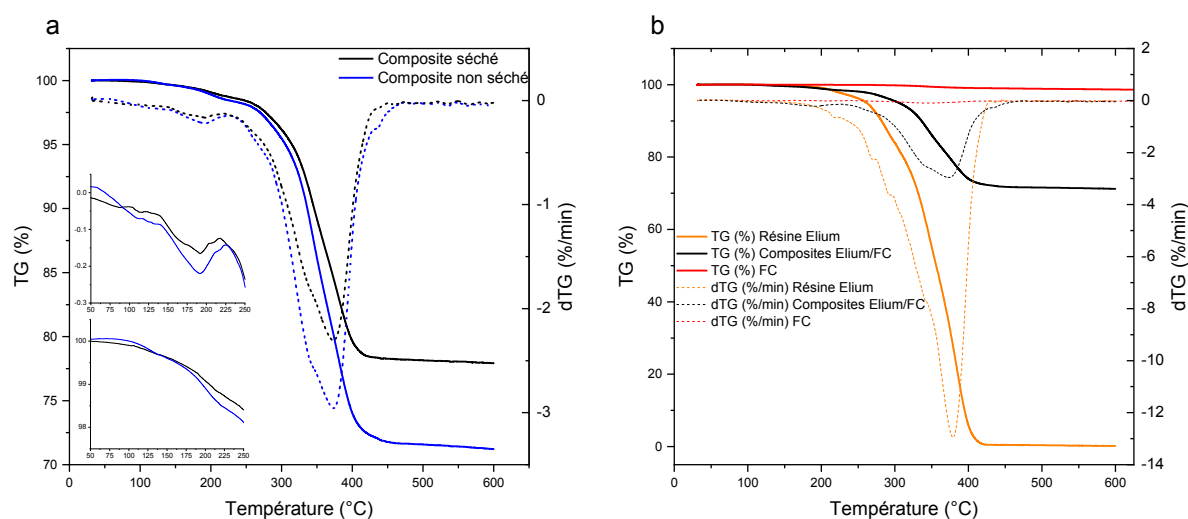 a
Composite séché
Composite non séché
100
95
90
85
80
75
70
TG (%)
0
-1
-2
-3
dTG (%/min)
0.0
-0.1
-0.2
-0.3
50 75 100 125 150 175 200 225 250
100
99
98
50 75 100 125 150 175 200 225 250
0 100 200 300 400 500 600
Température (°C)
b
100
80
60
40
20
0
TG (%)
TG (%) Résine Elium
TG (%) Composites Elium/FC
TG (%) FC
dTG (%/min) Résine Elium
dTG (%/min) Composites Elium/FC
dTG (%/min) FC
2
0
-2
-4
-6
-8
-10
-12
-14
dTG (%/min)
0 100 200 300 400 500 600
Température (°C)